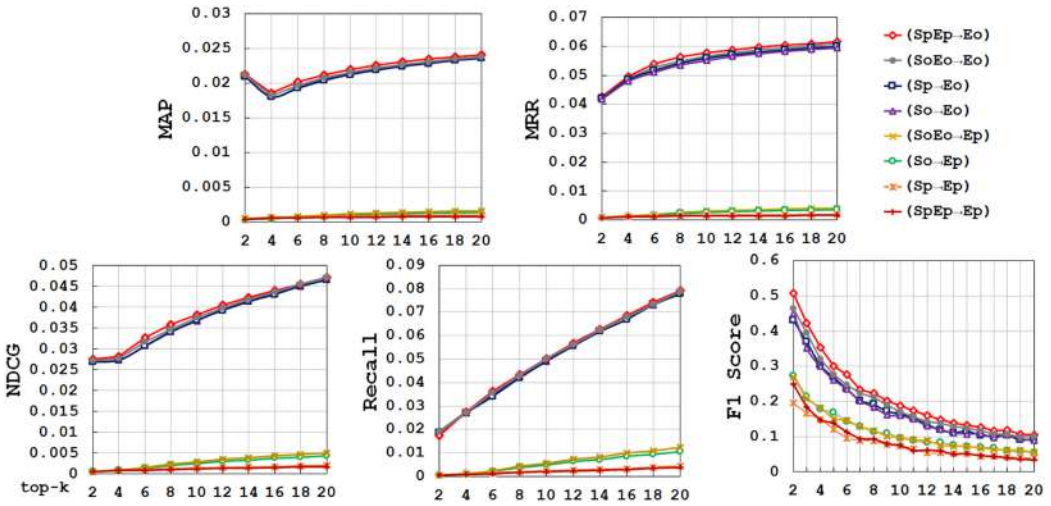 0.03
0.025
0.02
0.015
0.01
0.005
0
MAP
2 4 6 8 10 12 14 16 18 20
0.07
0.06
0.05
0.04
0.03
0.02
0.01
0
MRR
2 4 6 8 10 12 14 16 18 20
(SpEp→Eo)
(SoEo→Eo)
(Sp→Eo)
(So→Eo)
(SoEo→Ep)
(So→Ep)
(Sp→Ep)
(SpEp→Ep)
0.05
0.045
0.04
0.035
0.03
0.025
0.02
0.015
0.01
0.005
0
NDCG
top-k
2 4 6 8 10 12 14 16 18 20
0.09
0.08
0.07
0.06
0.05
0.04
0.03
0.02
0.01
0
Recall
2 4 6 8 10 12 14 16 18 20
0.6
0.5
0.4
0.3
0.2
0.1
0
F1 Score
2 4 6 8 10 12 14 16 18 20